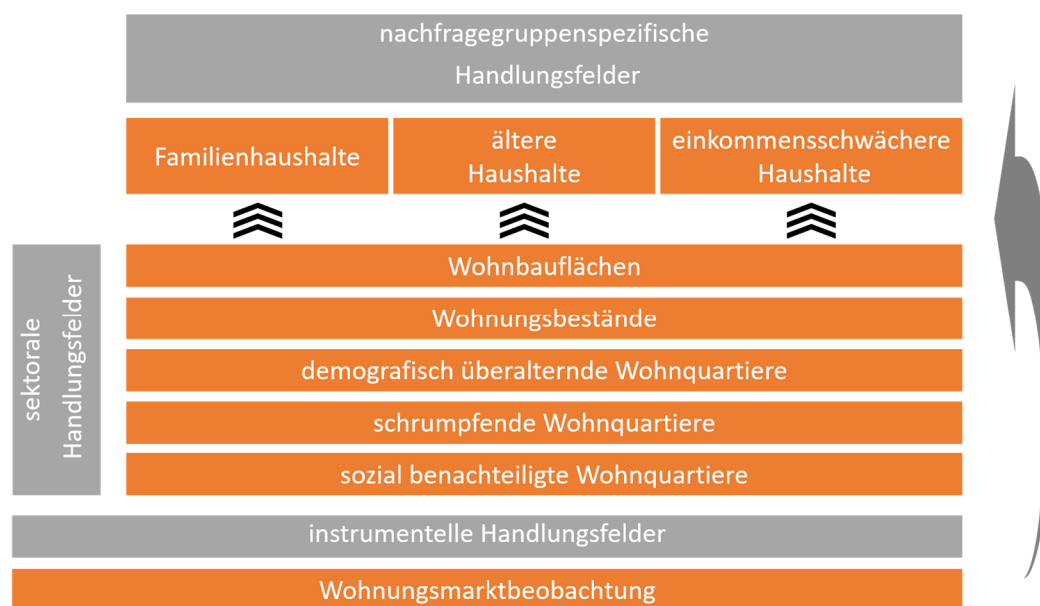 nachfragegruppenspezifische
Handlungsfelder
Familienhaushalte
ältere
Haushalte
einkommensschwächere
Haushalte
sektorale
Handlungsfelder
Wohnbauflächen
Wohnungsbestände
demografisch überalternde Wohnquartiere
schrumpfende Wohnquartiere
sozial benachteiligte Wohnquartiere
instrumentelle Handlungsfelder
Wohnungsmarktbeobachtung